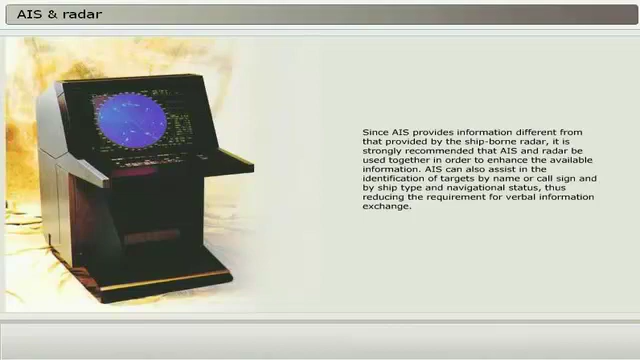 AIS & radar
Since AIS provides information different from
that provided by the ship-borne radar, it is
strongly recommended that AIS and radar be
used together in order to enhance the available
information. AIS can also assist in the
identification of targets by name or call sign and
by ship type and navigational status, thus
reducing the requirement for verbal information
exchange.